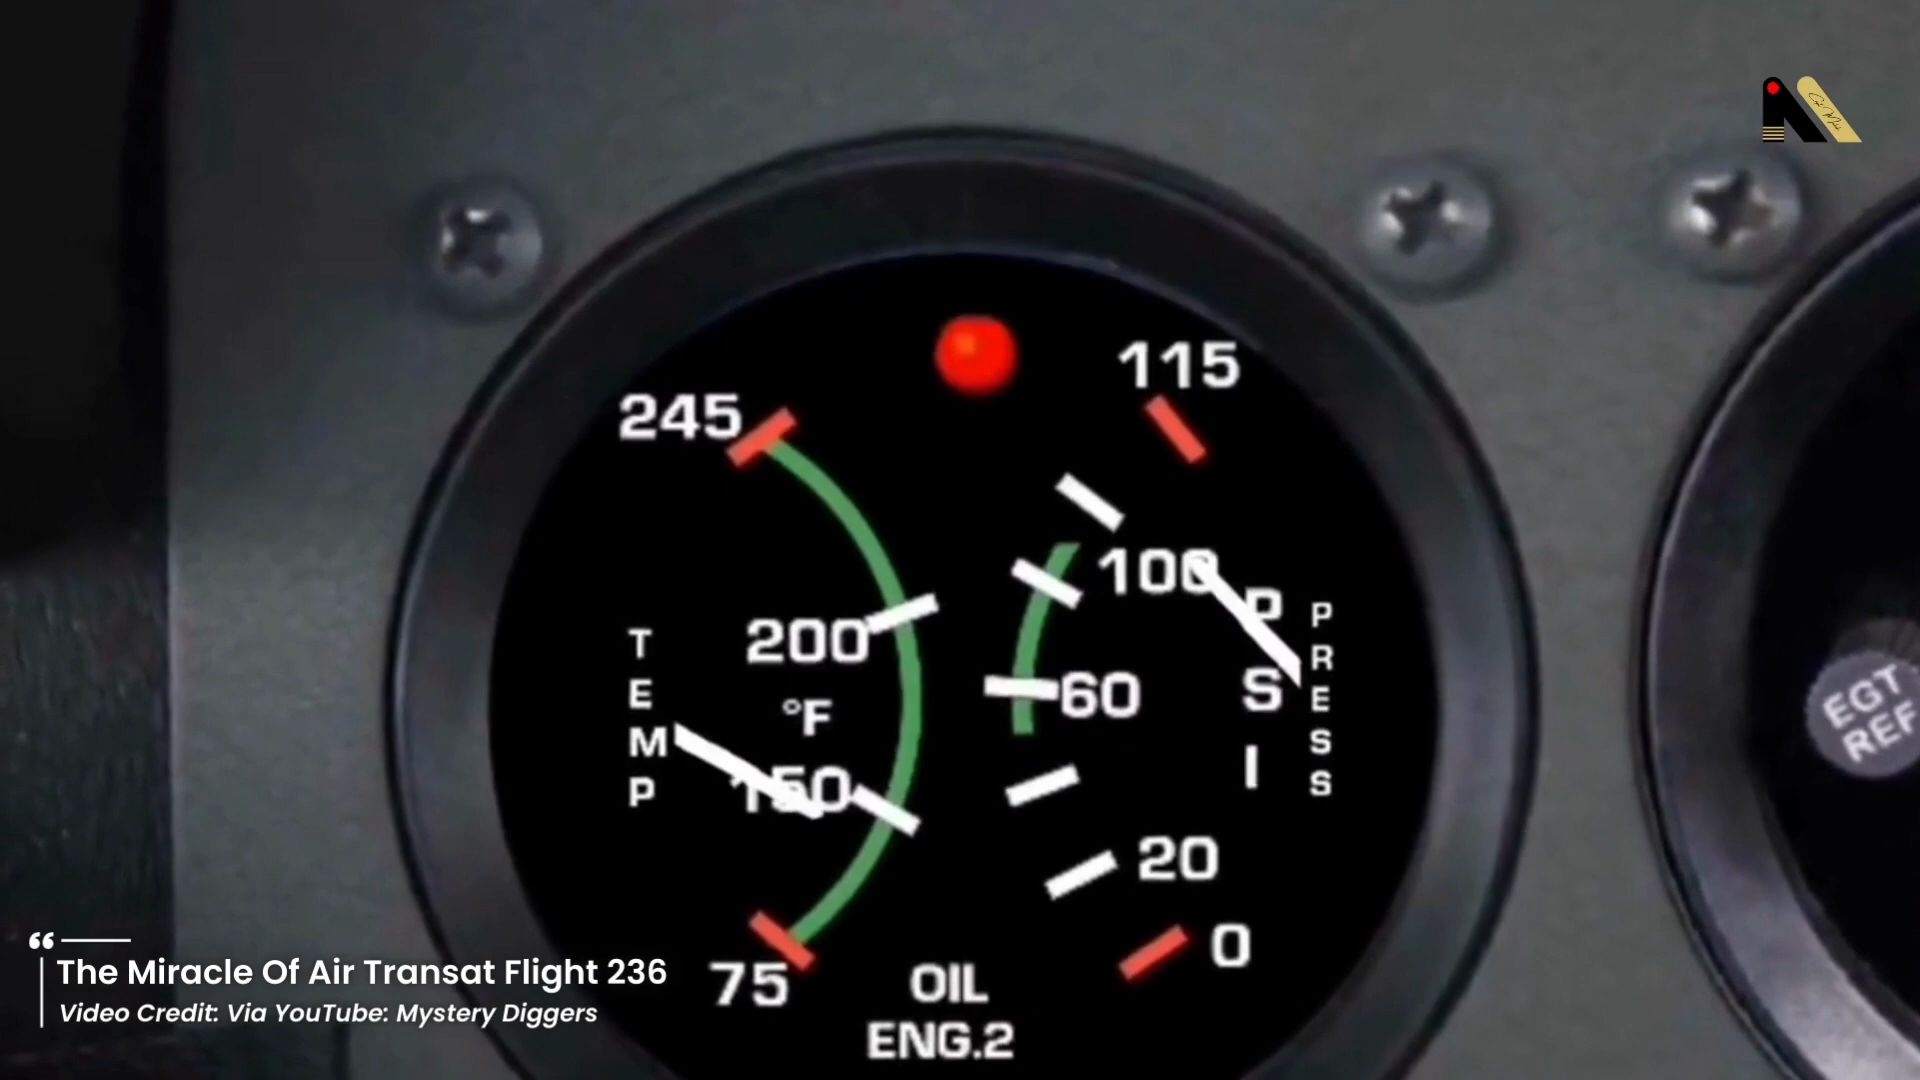 115
245
100
200
P
S
I
PRESS
TEMP
°F
60
150
20
0
75
OIL
ENG.2
EGT
REF
“
The Miracle Of Air Transat Flight 236
Video Credit: Via YouTube: Mystery Diggers